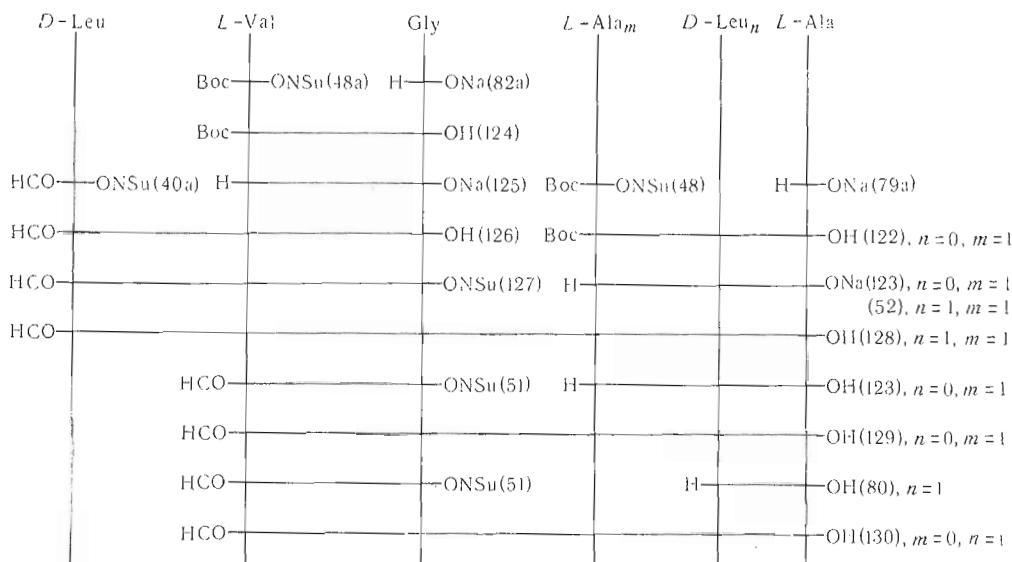 D-Leu L-Val Gly L-Alaₘ D-Leuₙ L-Ala
Boc ONSu(48a) H ONa(82a)
Boc OH(124)
HCO ONSu(40a) H ONa(125) Boc ONSu(48) H ONa(79a)
HCO OH(126) Boc OH(122), n = 0, m = 1
HCO ONSu(127) H ONa(123), n = 0, m = 1
(52), n = 1, m = 1
HCO OH(128), n = 1, m = 1
HCO ONSu(51) H OH(123), n = 0, m = 1
HCO OH(129), n = 0, m = 1
HCO ONSu(51) H OH(80), n = 1
HCO OH(130), m = 0, n = 1